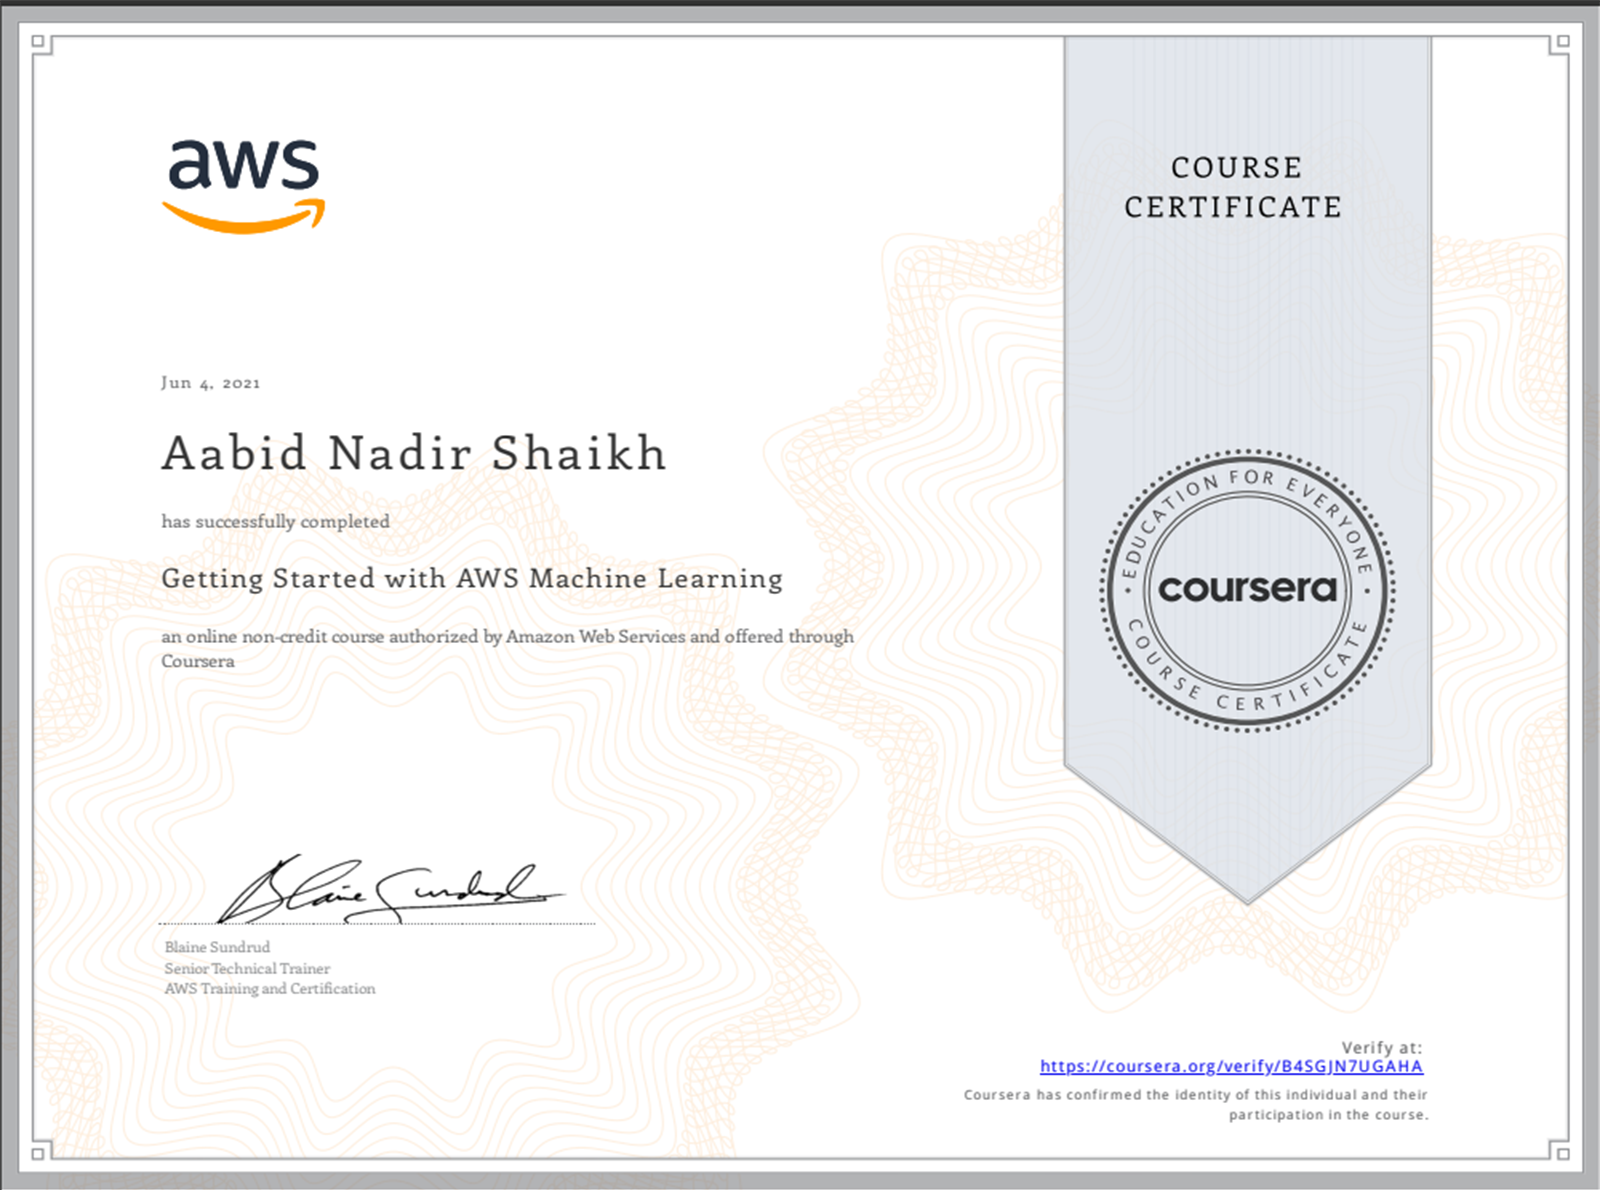 aws
COURSE
CERTIFICATE
Jun 4, 2021
Aabid Nadir Shaikh
has successfully completed
Getting Started with AWS Machine Learning
an online non-credit course authorized by Amazon Web Services and offered through
Coursera
EDUCATION FOR EVERYONE
coursera
COURSE CERTIFICATE
Blaine Sundrud
Blaine Sundrud
Senior Technical Trainer
AWS Training and Certification
Verify at:
https://coursera.org/verify/B4SGJN7UGAHA
Coursera has confirmed the identity of this individual and their
participation in the course.